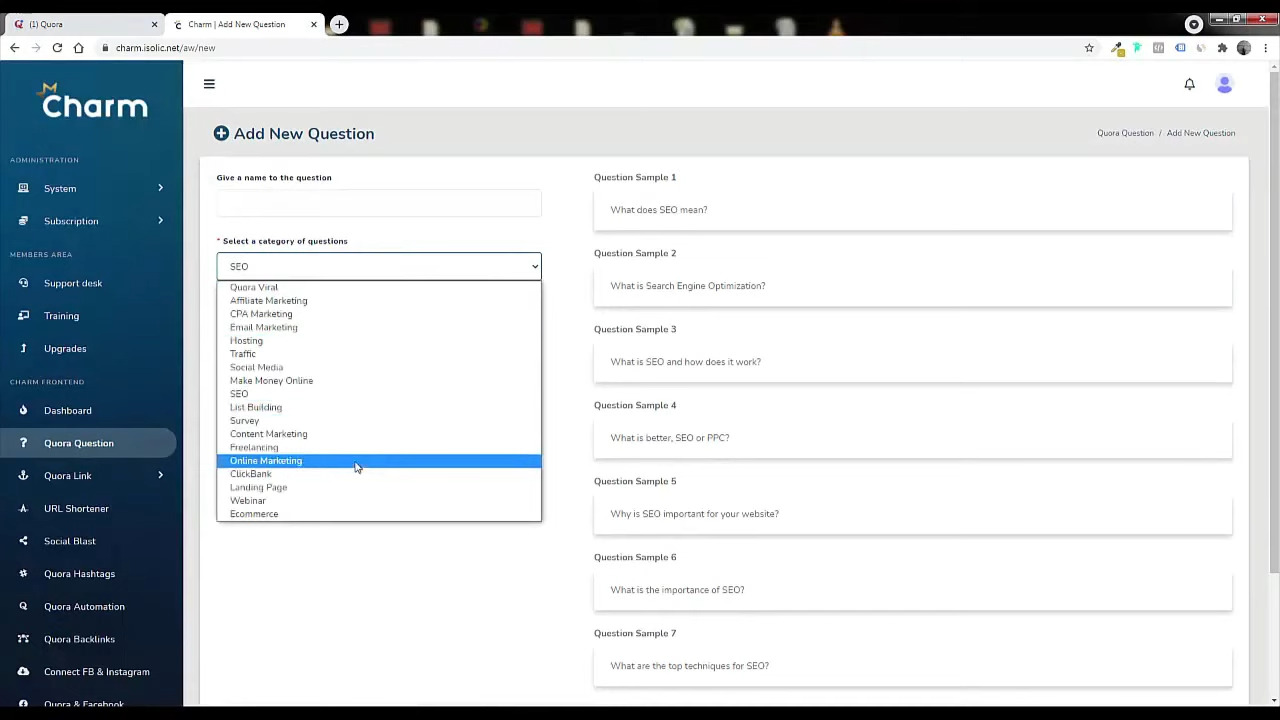 (1) Quora
Charm | Add New Question
charm.isolic.net/aw/new
Charm
ADMINISTRATION
System
Subscription
MEMBERS AREA
Support desk
Training
Upgrades
CHARM FRONTEND
Dashboard
Quora Question
Quora Link
URL Shortener
Social Blast
Quora Hashtags
Quora Automation
Quora Backlinks
Connect FB & Instagram
Quora & Facebook
Add New Question
Quora Question / Add New Question
Give a name to the question
* Select a category of questions
SEO
Quora Viral
Affiliate Marketing
CPA Marketing
Email Marketing
Hosting
Traffic
Social Media
Make Money Online
SEO
List Building
Survey
Content Marketing
Freelancing
Online Marketing
ClickBank
Landing Page
Webinar
Ecommerce
Question Sample 1
What does SEO mean?
Question Sample 2
What is Search Engine Optimization?
Question Sample 3
What is SEO and how does it work?
Question Sample 4
What is better, SEO or PPC?
Question Sample 5
Why is SEO important for your website?
Question Sample 6
What is the importance of SEO?
Question Sample 7
What are the top techniques for SEO?